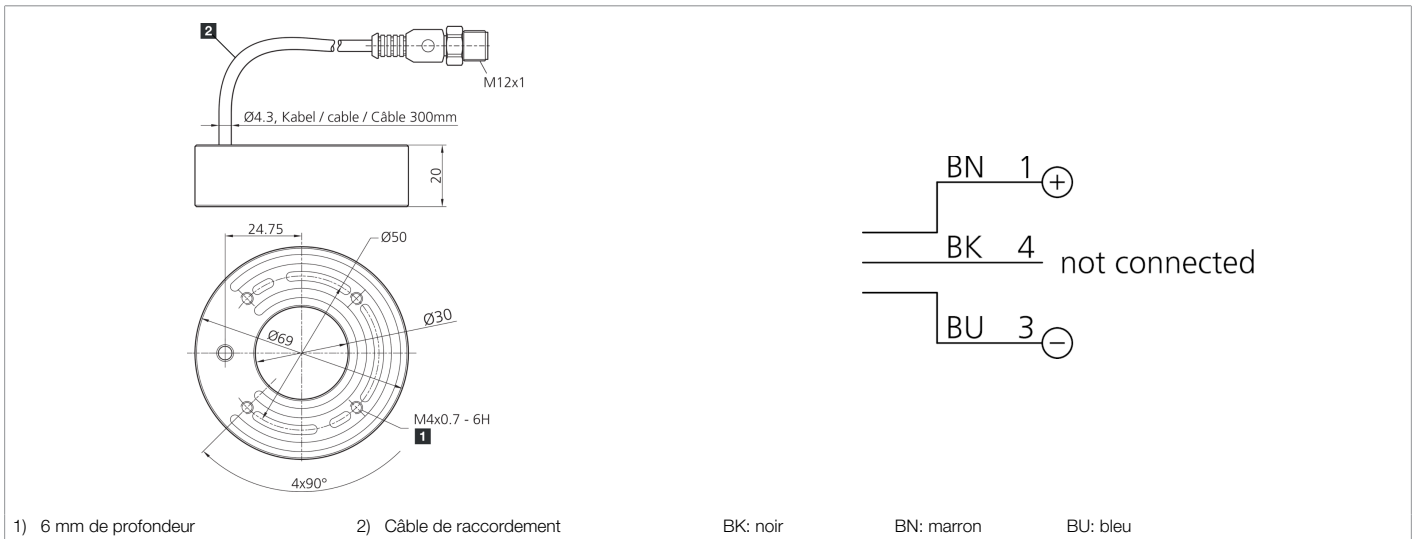 2
M12x1
Ø4.3, Kabel / cable / Câble 300mm
20
24.75
Ø50
Ø30
Ø69
M4x0.7 - 6H
1
4x90°
BN 1 +
BK 4 not connected
BU 3 −
1) 6 mm de profondeur 2) Câble de raccordement BK: noir BN: marron BU: bleu